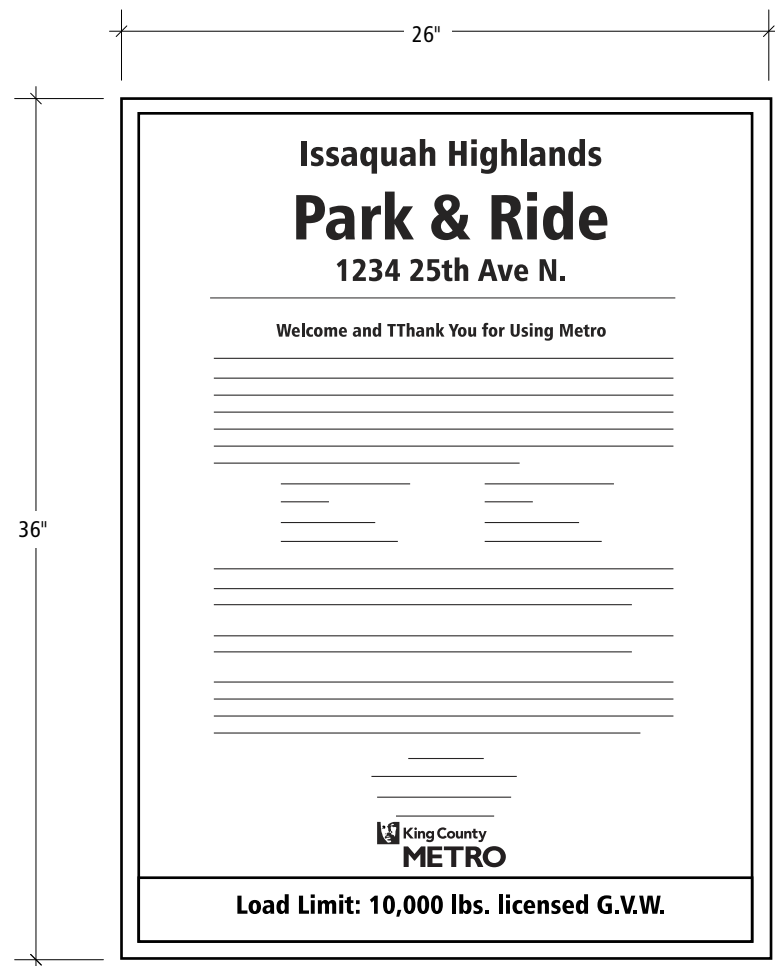 26"
Issaquah Highlands
Park & Ride
1234 25th Ave N.
Welcome and TThank You for Using Metro
36"
King County
METRO
Load Limit: 10,000 lbs. licensed G.V.W.